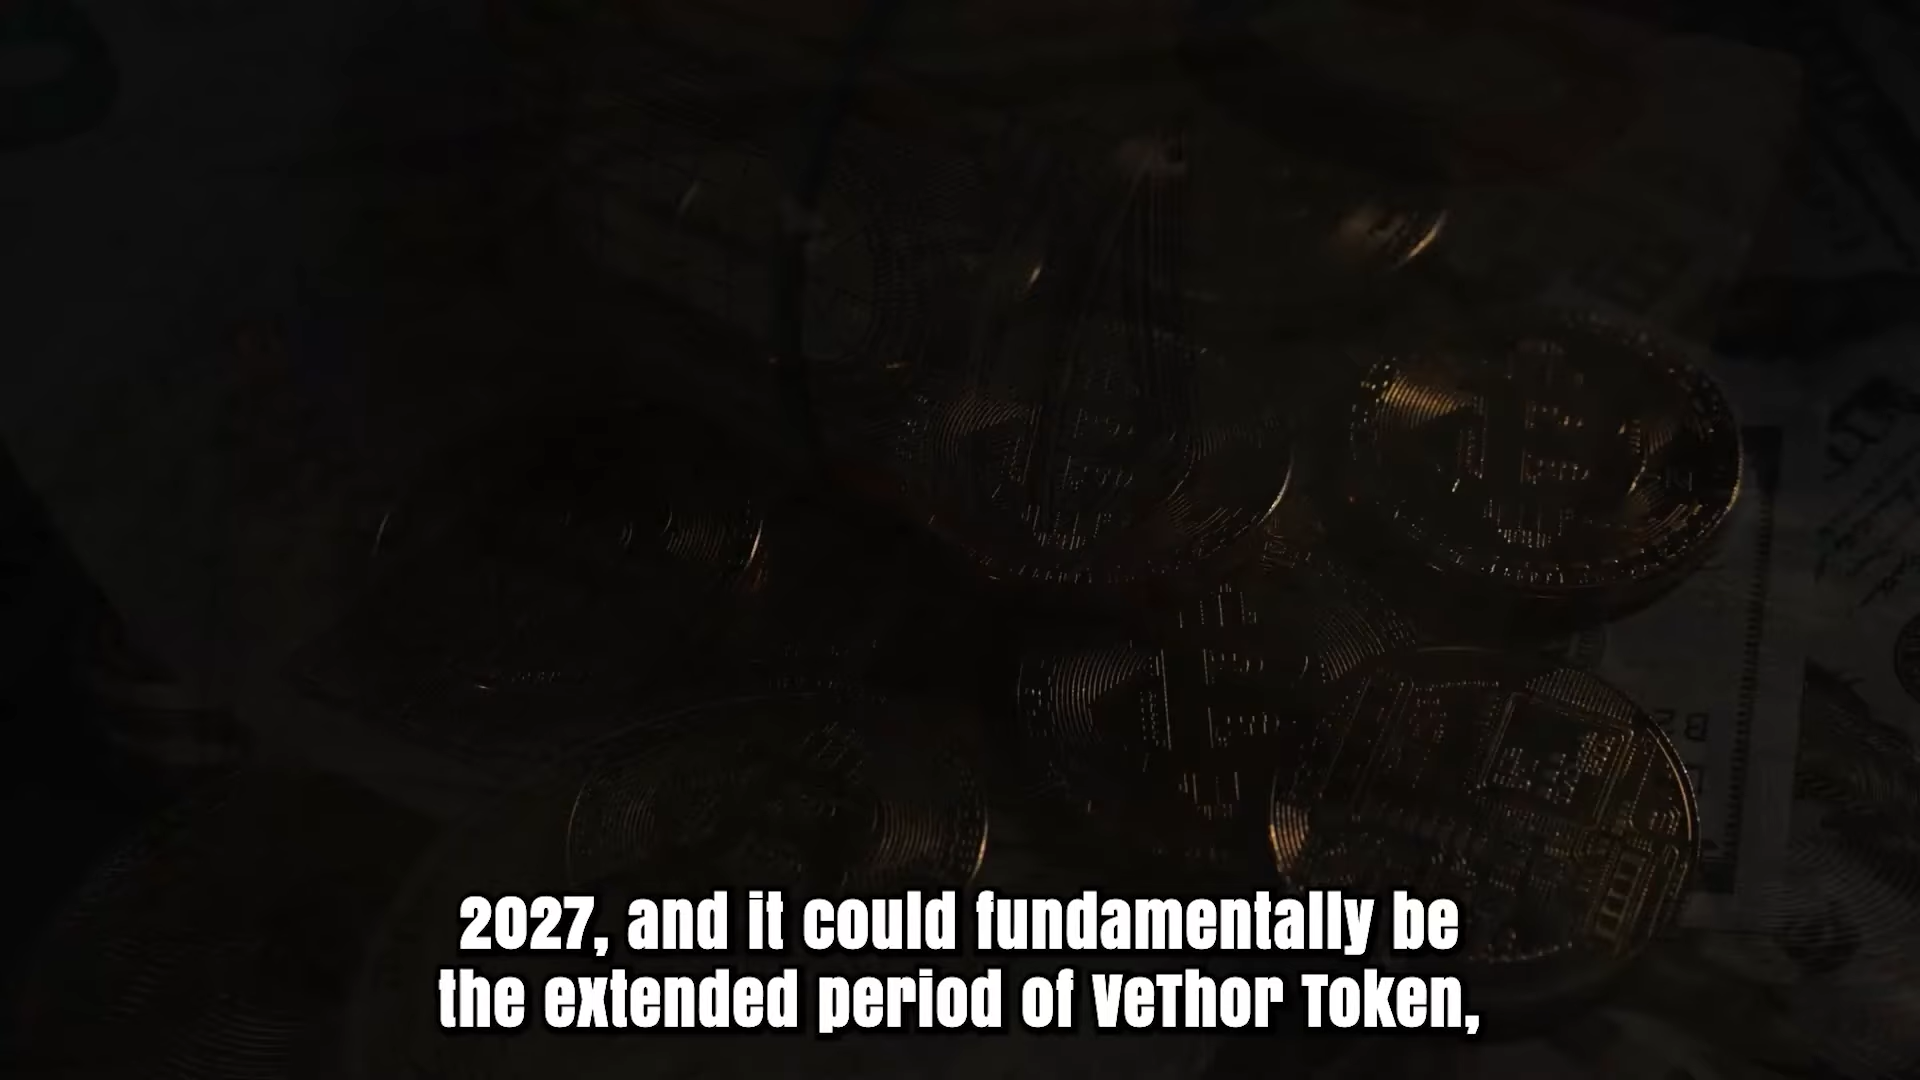 2027, and it could fundamentally be
the extended period of VeThor Token,